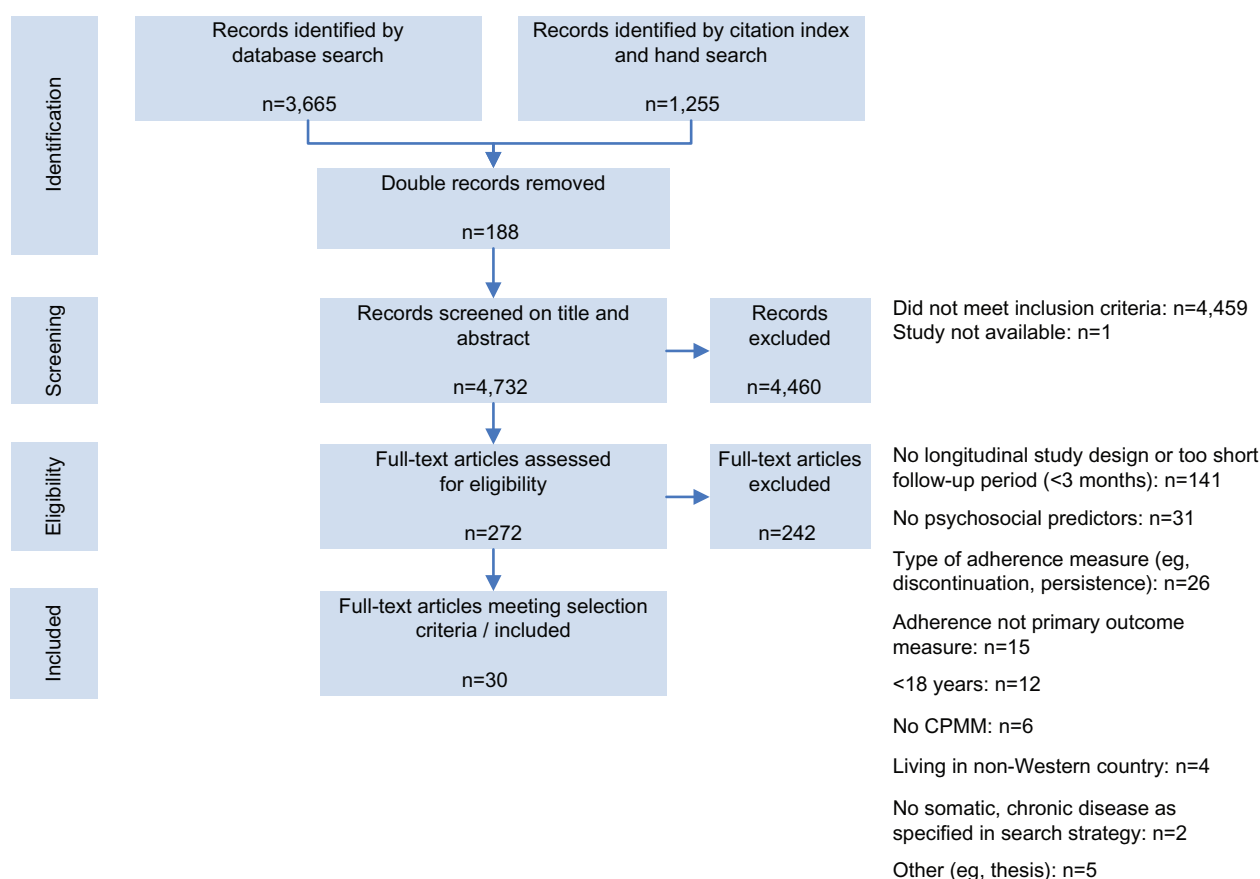 Identification
Records identified by
database search
n=3,665
Records identified by citation index
and hand search
n=1,255
Double records removed
n=188
Screening
Records screened on title and
abstract
n=4,732
Records
excluded
n=4,460
Did not meet inclusion criteria: n=4,459
Study not available: n=1
Eligibility
Full-text articles assessed
for eligibility
n=272
Full-text articles
excluded
n=242
No longitudinal study design or too short
follow-up period (<3 months): n=141
No psychosocial predictors: n=31
Type of adherence measure (eg,
discontinuation, persistence): n=26
Adherence not primary outcome
measure: n=15
<18 years: n=12
No CPMM: n=6
Living in non-Western country: n=4
No somatic, chronic disease as
specified in search strategy: n=2
Other (eg, thesis): n=5
Included
Full-text articles meeting selection
criteria / included
n=30